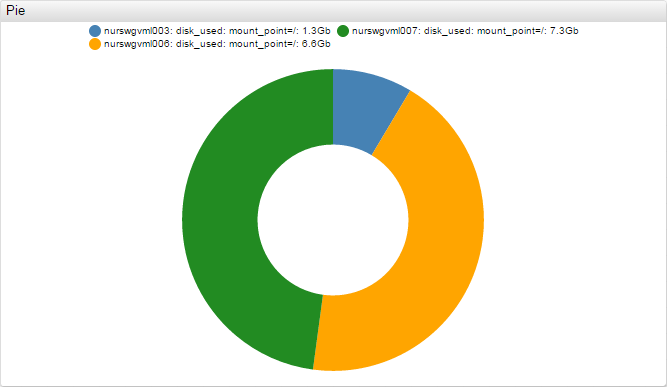 Pie
nurswgvml003: disk_used: mount_point=/: 1.3Gb nurswgvml007: disk_used: mount_point=/: 7.3Gb
nurswgvml006: disk_used: mount_point=/: 6.6Gb